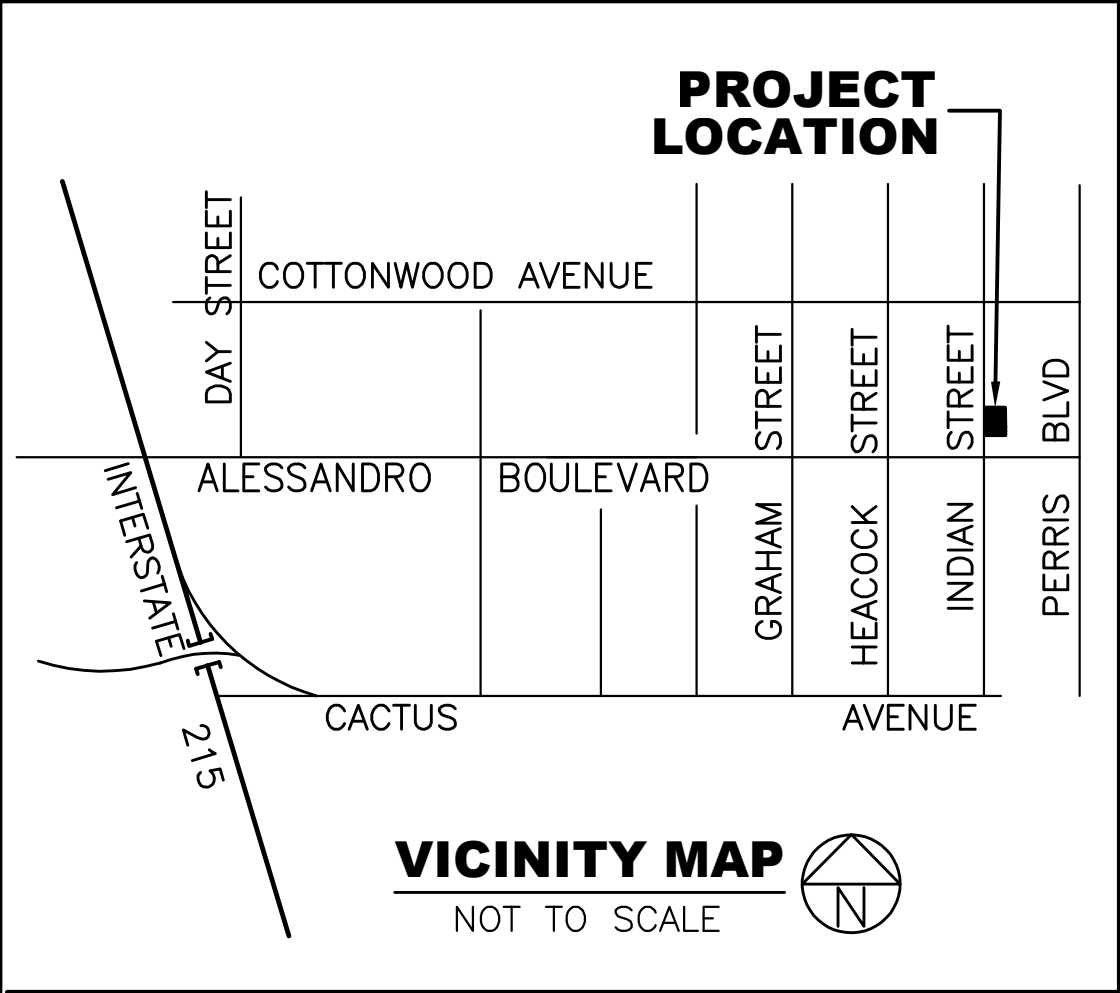 PROJECT
LOCATION
DAY STREET
COTTONWOOD AVENUE
GRAHAM STREET
HEACOCK STREET
INDIAN STREET
PERRIS BLVD
ALESSANDRO BOULEVARD
INTERSTATE 215
CACTUS AVENUE
VICINITY MAP
NOT TO SCALE
N